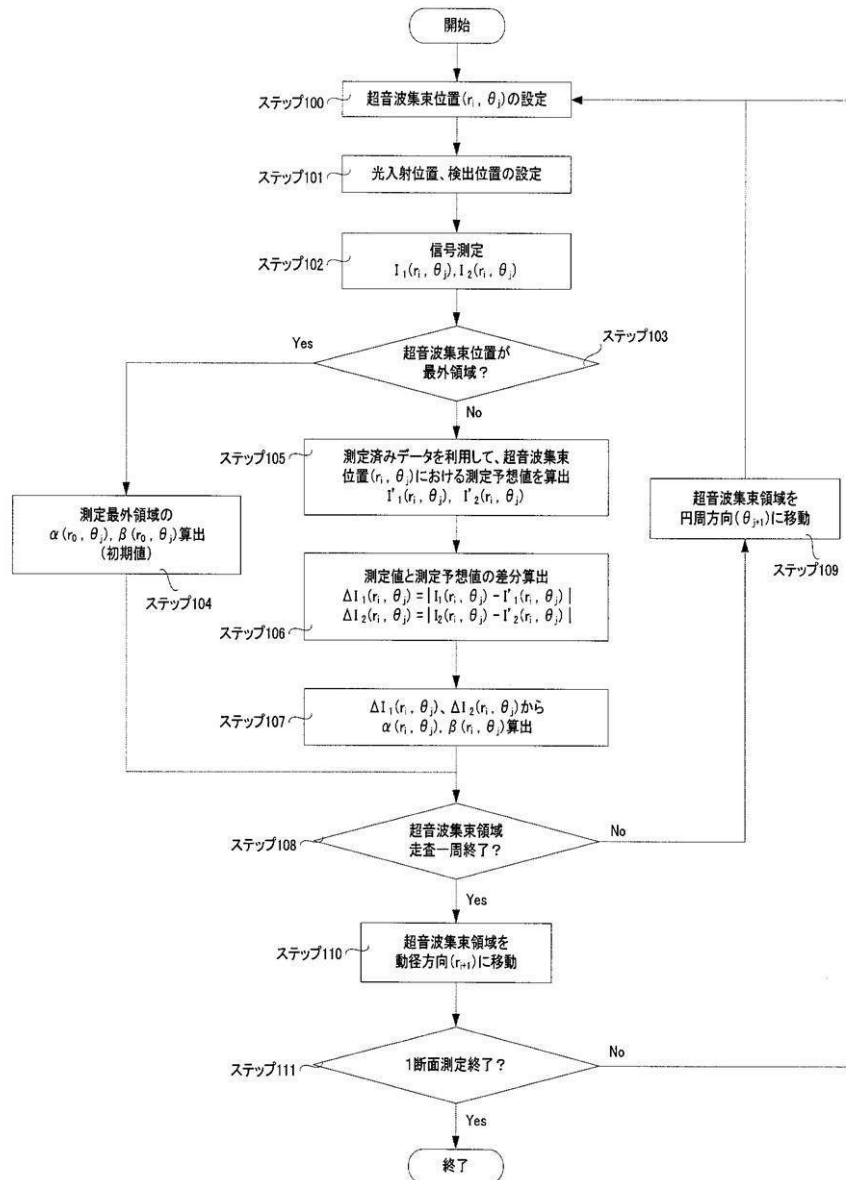 開始
ステップ100
超音波集束位置(ri , θj)の設定
ステップ101
光入射位置、検出位置の設定
ステップ102
信号測定
I1(ri , θj),I2(ri , θj)
ステップ103
Yes
超音波集束位置が
最外領域？
No
ステップ105
測定済みデータを利用して、超音波集束
位置(ri , θj)における測定予想値を算出
I'1(ri , θj), I'2(ri , θj)
測定最外領域の
α(r0 , θj), β(r0 , θj)算出
(初期値)
ステップ104
超音波集束領域を
円周方向(θj+1)に移動
ステップ109
ステップ106
測定値と測定予想値の差分算出
ΔI1(ri , θj)=|I1(ri , θj)－I'1(ri , θj)|
ΔI2(ri , θj)=|I2(ri , θj)－I'2(ri , θj)|
ステップ107
ΔI1(ri , θj)、ΔI2(ri , θj)から
α(ri , θj), β(ri , θj)算出
ステップ108
超音波集束領域
走査一周終了？
No
Yes
ステップ110
超音波集束領域を
動径方向(ri+1)に移動
ステップ111
1断面測定終了？
No
Yes
終了